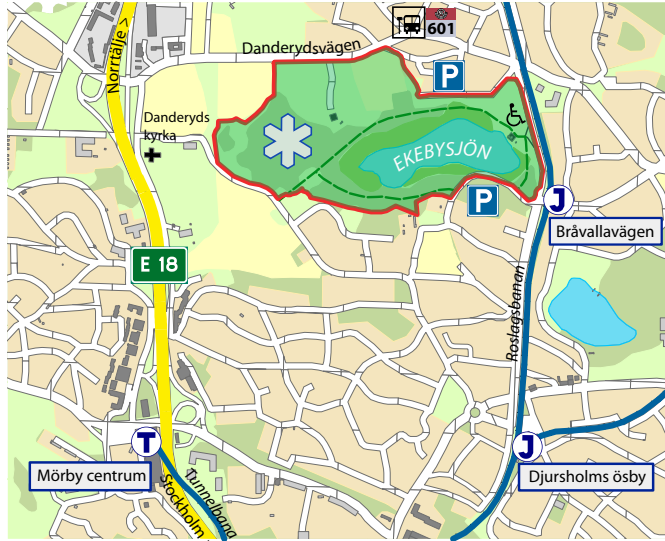 Norrtälje >
Danderydsvägen
601
P
Danderyds
kyrka
EKEBYSJÖN
P
J
Bråvallavägen
E 18
Roslagsbanan
T
Mörby centrum
J
Djursholms ösby
Stockholm
Tunnelbana